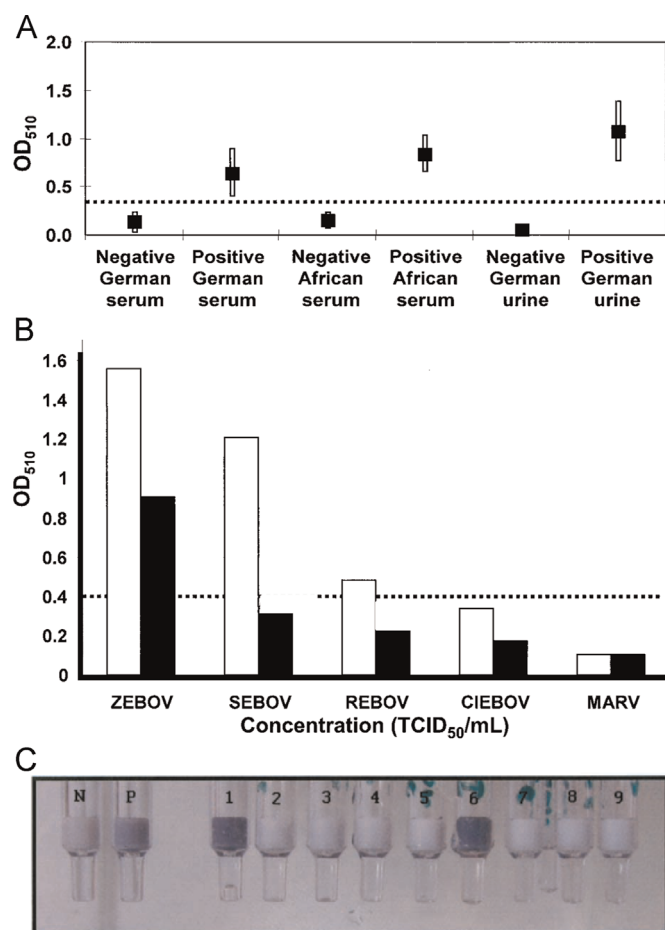 A
2.0
1.5
1.0
0.5
0.0
OD510
Negative German serum
Positive German serum
Negative African serum
Positive African serum
Negative German urine
Positive German urine
B
1.6
1.4
1.2
1
0.8
0.6
0.4
0.2
0
OD510
ZEBOV SEBOV REBOV CIEBOV MARV
Concentration (TCID50/mL)
C
N P 1 2 3 4 5 6 7 8 9